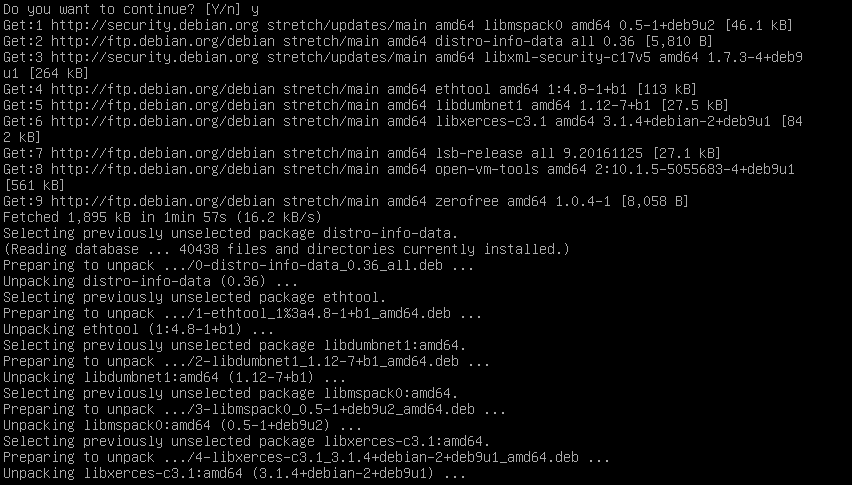 Do you want to continue? [Y/n] y
Get:1 http://security.debian.org stretch/updates/main amd64 libmspack0 amd64 0.5-1+deb9u2 [46.1 kB]
Get:2 http://ftp.debian.org/debian stretch/main amd64 distro-info-data all 0.36 [5,810 B]
Get:3 http://security.debian.org stretch/updates/main amd64 libxml-security-c17v5 amd64 1.7.3-4+deb9
u1 [264 kB]
Get:4 http://ftp.debian.org/debian stretch/main amd64 ethtool amd64 1:4.8-1+b1 [113 kB]
Get:5 http://ftp.debian.org/debian stretch/main amd64 libdumbnet1 amd64 1.12-7+b1 [27.5 kB]
Get:6 http://ftp.debian.org/debian stretch/main amd64 libxerces-c3.1 amd64 3.1.4+debian-2+deb9u1 [84
2 kB]
Get:7 http://ftp.debian.org/debian stretch/main amd64 lsb-release all 9.20161125 [27.1 kB]
Get:8 http://ftp.debian.org/debian stretch/main amd64 open-vm-tools amd64 2:10.1.5-5055683-4+deb9u1
[561 kB]
Get:9 http://ftp.debian.org/debian stretch/main amd64 zerofree amd64 1.0.4-1 [8,058 B]
Fetched 1,895 kB in 1min 57s (16.2 kB/s)
Selecting previously unselected package distro-info-data.
(Reading database ... 40438 files and directories currently installed.)
Preparing to unpack .../0-distro-info-data_0.36_all.deb ...
Unpacking distro-info-data (0.36) ...
Selecting previously unselected package ethtool.
Preparing to unpack .../1-ethtool_1%3a4.8-1+b1_amd64.deb ...
Unpacking ethtool (1:4.8-1+b1) ...
Selecting previously unselected package libdumbnet1:amd64.
Preparing to unpack .../2-libdumbnet1_1.12-7+b1_amd64.deb ...
Unpacking libdumbnet1:amd64 (1.12-7+b1) ...
Selecting previously unselected package libmspack0:amd64.
Preparing to unpack .../3-libmspack0_0.5-1+deb9u2_amd64.deb ...
Unpacking libmspack0:amd64 (0.5-1+deb9u2) ...
Selecting previously unselected package libxerces-c3.1:amd64.
Preparing to unpack .../4-libxerces-c3.1_3.1.4+debian-2+deb9u1_amd64.deb ...
Unpacking libxerces-c3.1:amd64 (3.1.4+debian-2+deb9u1) ...